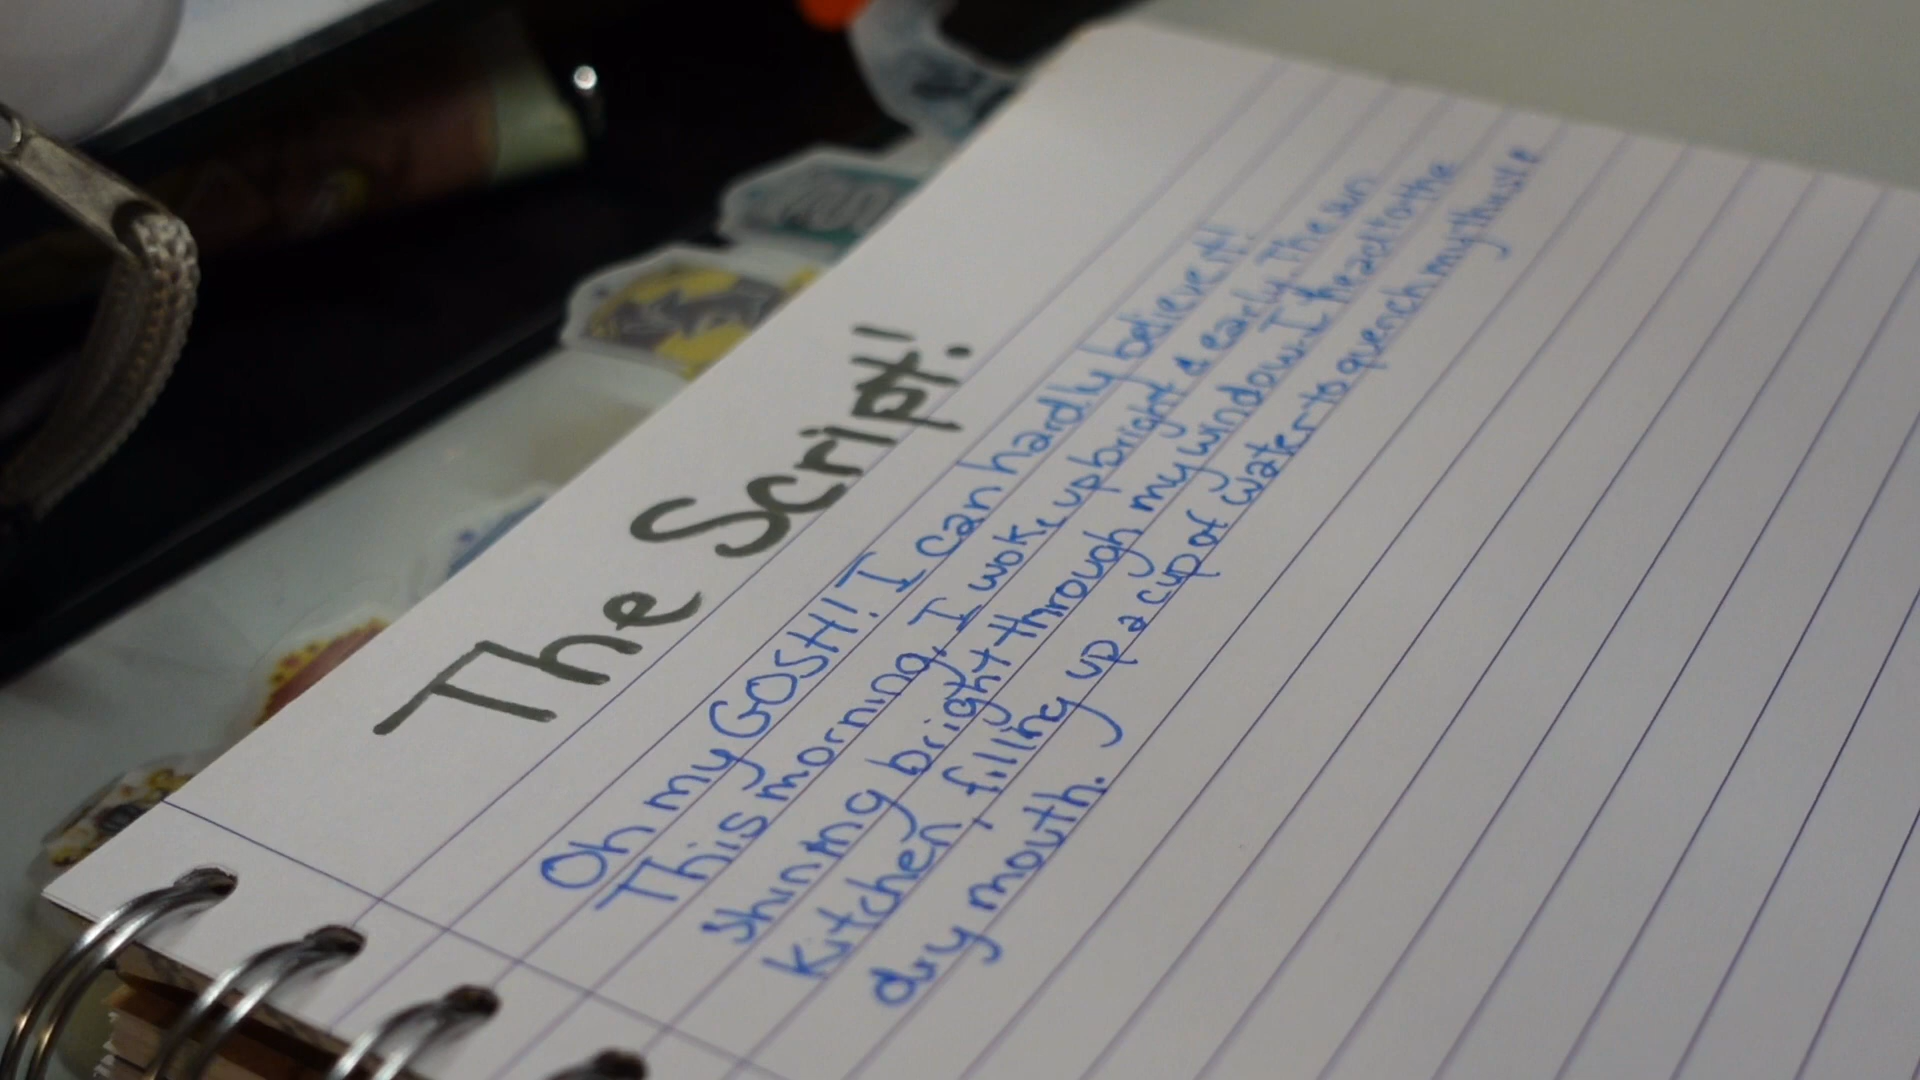 The Script!
Oh my GOSH! I can hardly believe it!
This morning, I woke up bright & early. The sun
shining bright through my window. I head to the
kitchen, filling up a cup of water to quench my
dry mouth.